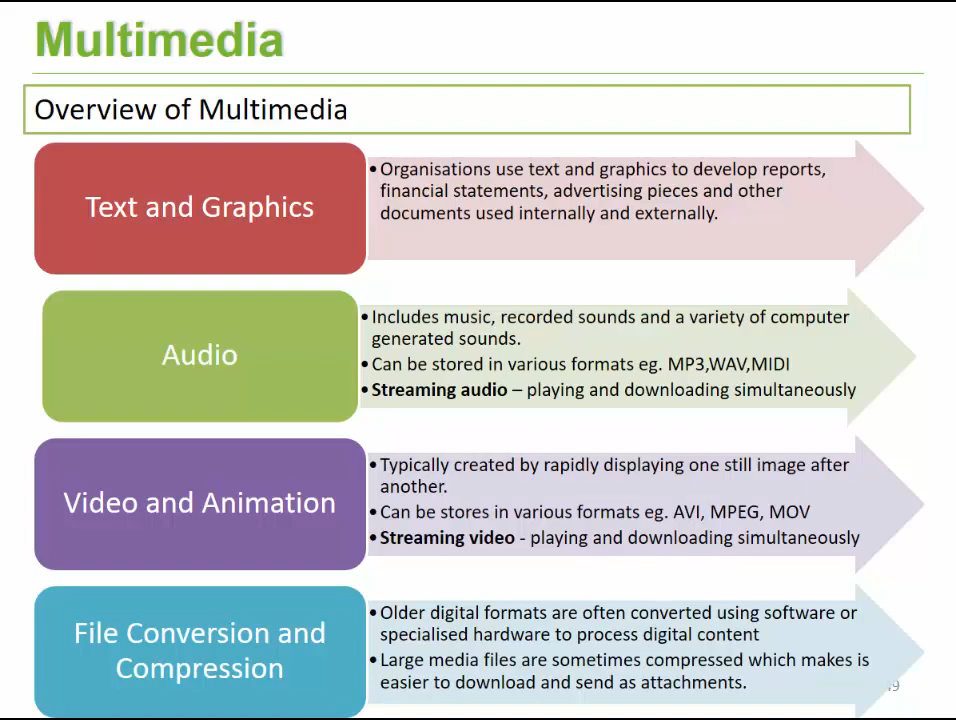 Multimedia
Overview of Multimedia
Text and Graphics
•Organisations use text and graphics to develop reports,
financial statements, advertising pieces and other
documents used internally and externally.
Audio
•Includes music, recorded sounds and a variety of computer
generated sounds.
•Can be stored in various formats eg. MP3,WAV,MIDI
•Streaming audio – playing and downloading simultaneously
Video and Animation
•Typically created by rapidly displaying one still image after
another.
•Can be stores in various formats eg. AVI, MPEG, MOV
•Streaming video - playing and downloading simultaneously
File Conversion and
Compression
•Older digital formats are often converted using software or
specialised hardware to process digital content
•Large media files are sometimes compressed which makes is
easier to download and send as attachments.